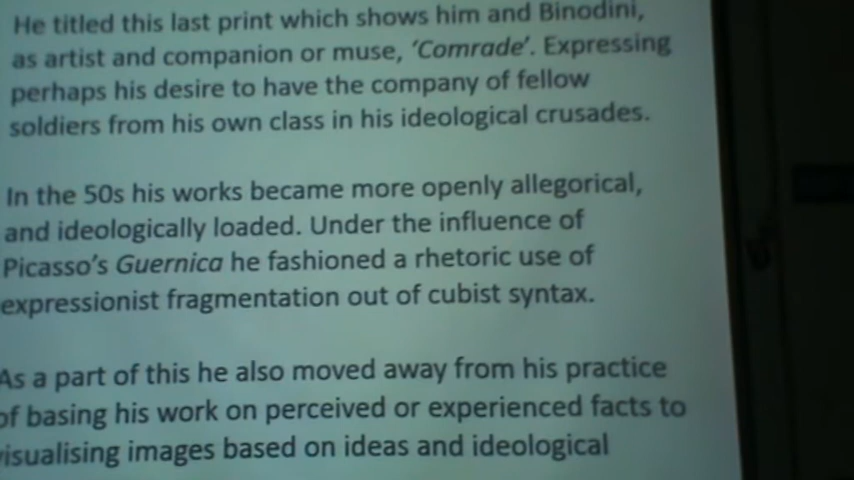 He titled this last print which shows him and Binodini,
as artist and companion or muse, ‘Comrade’. Expressing
perhaps his desire to have the company of fellow
soldiers from his own class in his ideological crusades.
In the 50s his works became more openly allegorical,
and ideologically loaded. Under the influence of
Picasso’s Guernica he fashioned a rhetoric use of
expressionist fragmentation out of cubist syntax.
As a part of this he also moved away from his practice
of basing his work on perceived or experienced facts to
visualising images based on ideas and ideological